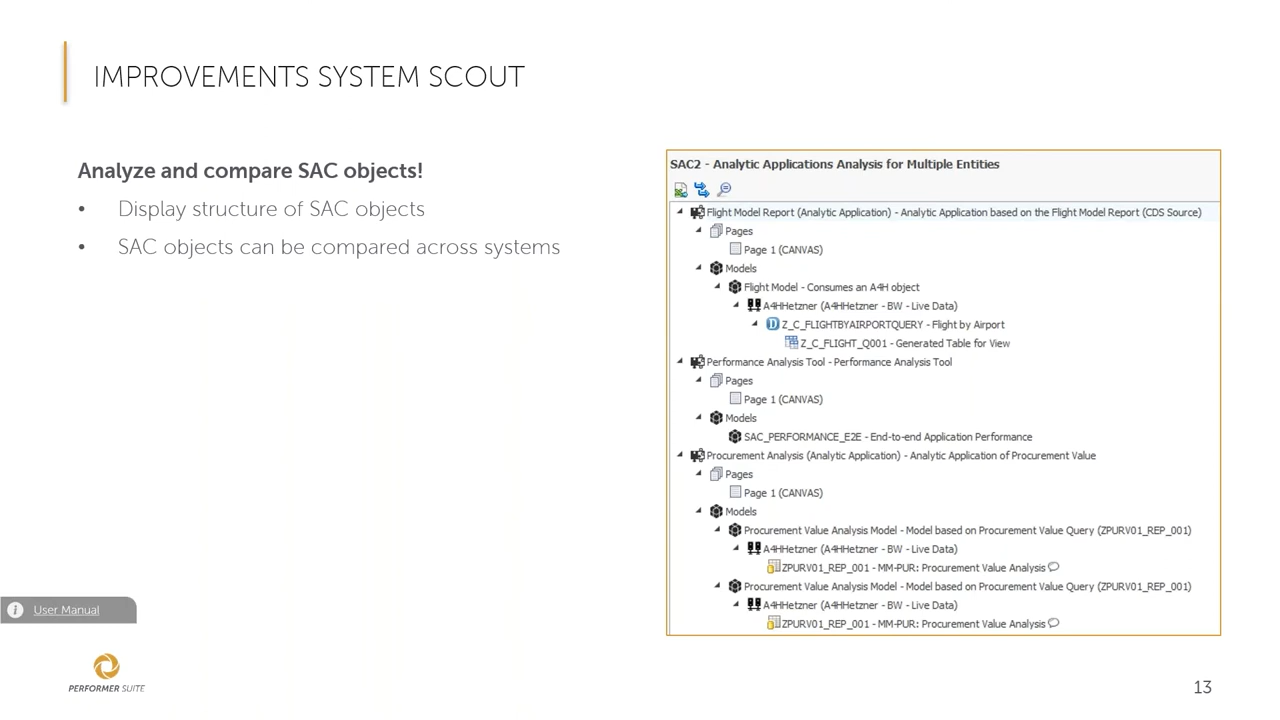 IMPROVEMENTS SYSTEM SCOUT
Analyze and compare SAC objects!
• Display structure of SAC objects
• SAC objects can be compared across systems
SAC2 - Analytic Applications Analysis for Multiple Entities
Flight Model Report (Analytic Application) - Analytic Application based on the Flight Model Report (CDS Source)
Pages
Page 1 (CANVAS)
Models
Flight Model - Consumes an A4H object
A4HHetzner (A4HHetzner - BW - Live Data)
D Z_C_FLIGHTBYAIRPORTQUERY - Flight by Airport
Z_C_FLIGHT_Q001 - Generated Table for View
Performance Analysis Tool - Performance Analysis Tool
Pages
Page 1 (CANVAS)
Models
SAC_PERFORMANCE_E2E - End-to-end Application Performance
Procurement Analysis (Analytic Application) - Analytic Application of Procurement Value
Pages
Page 1 (CANVAS)
Models
Procurement Value Analysis Model - Model based on Procurement Value Query (ZPURV01_REP_001)
A4HHetzner (A4HHetzner - BW - Live Data)
ZPURV01_REP_001 - MM-PUR: Procurement Value Analysis
Procurement Value Analysis Model - Model based on Procurement Value Query (ZPURV01_REP_001)
A4HHetzner (A4HHetzner - BW - Live Data)
ZPURV01_REP_001 - MM-PUR: Procurement Value Analysis
i User Manual
PERFORMER SUITE
13